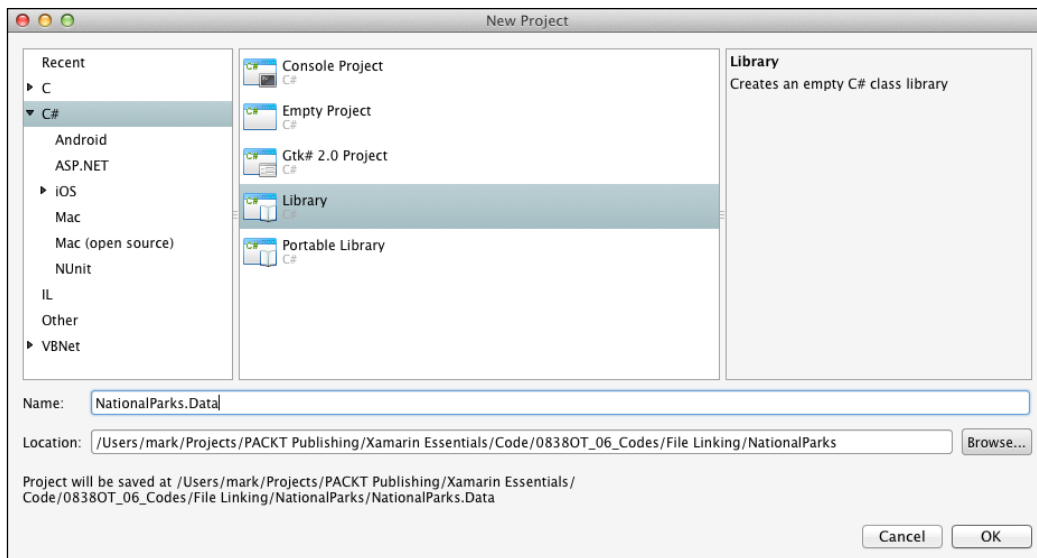 New Project
Recent
C
C#
Android
ASP.NET
iOS
Mac
Mac (open source)
NUnit
IL
Other
VBNet
C#
Console Project
C#
C#
Empty Project
C#
C#
Gtk# 2.0 Project
C#
C#
Library
C#
C#
Portable Library
C#
Library
Creates an empty C# class library
Name: NationalParks.Data
Location: /Users/mark/Projects/PACKT Publishing/Xamarin Essentials/Code/0838OT_06_Codes/File Linking/NationalParks Browse...
Project will be saved at /Users/mark/Projects/PACKT Publishing/Xamarin Essentials/
Code/0838OT_06_Codes/File Linking/NationalParks/NationalParks.Data
Cancel OK